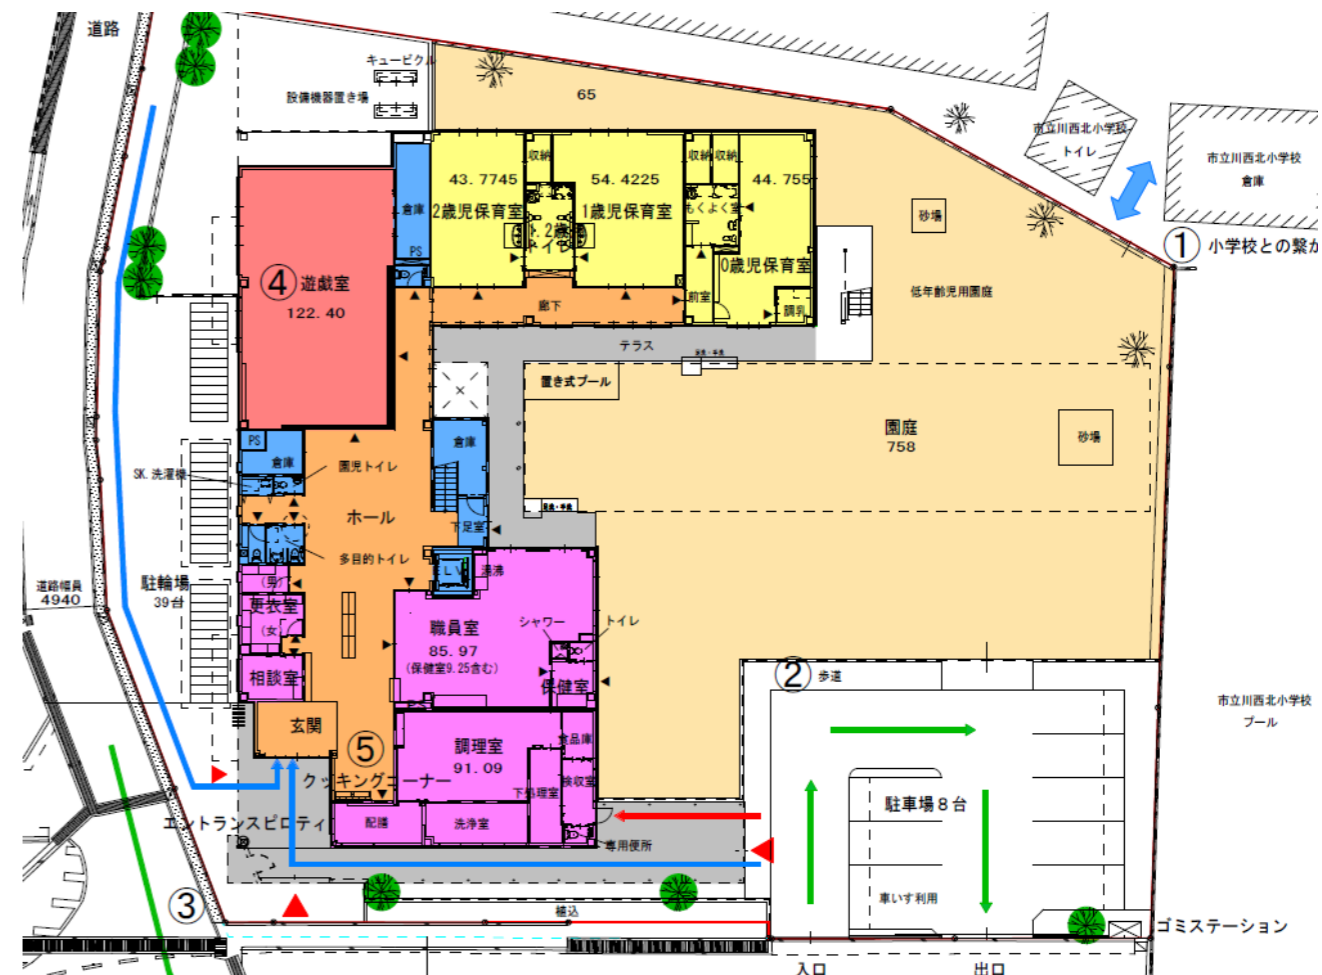 道路
キュービクル
設備機器置き場
65
市立川西北小学校
トイレ
市立川西北小学校
倉庫
収納
収納
収納
43.7745
54.4225
44.755
倉庫
2歳児保育室
1歳児保育室
もくよく室
砂場
1.2歳
トイレ
PS
① 小学校との繋が
④ 遊戯室
122.40
0歳児保育室
前室
調乳
低年齢児用園庭
廊下
テラス
置き式プール
園庭
758
砂場
PS
倉庫
倉庫
SK.洗濯機
園児トイレ
ホール
下足室
多目的トイレ
ELV
湯沸
駐輪場
39台
道路幅員
4940
(男)
更衣室
(女)
職員室
85.97
(保健室9.25含む)
シャワー
トイレ
相談室
保健室
② 歩道
市立川西北小学校
プール
玄関
⑤
調理室
91.09
食品庫
クッキングコーナー
下処理室
検収室
駐車場8台
エントランスピロティ
配膳
洗浄室
専用便所
③
植込
車いす利用
ゴミステーション
入口
出口